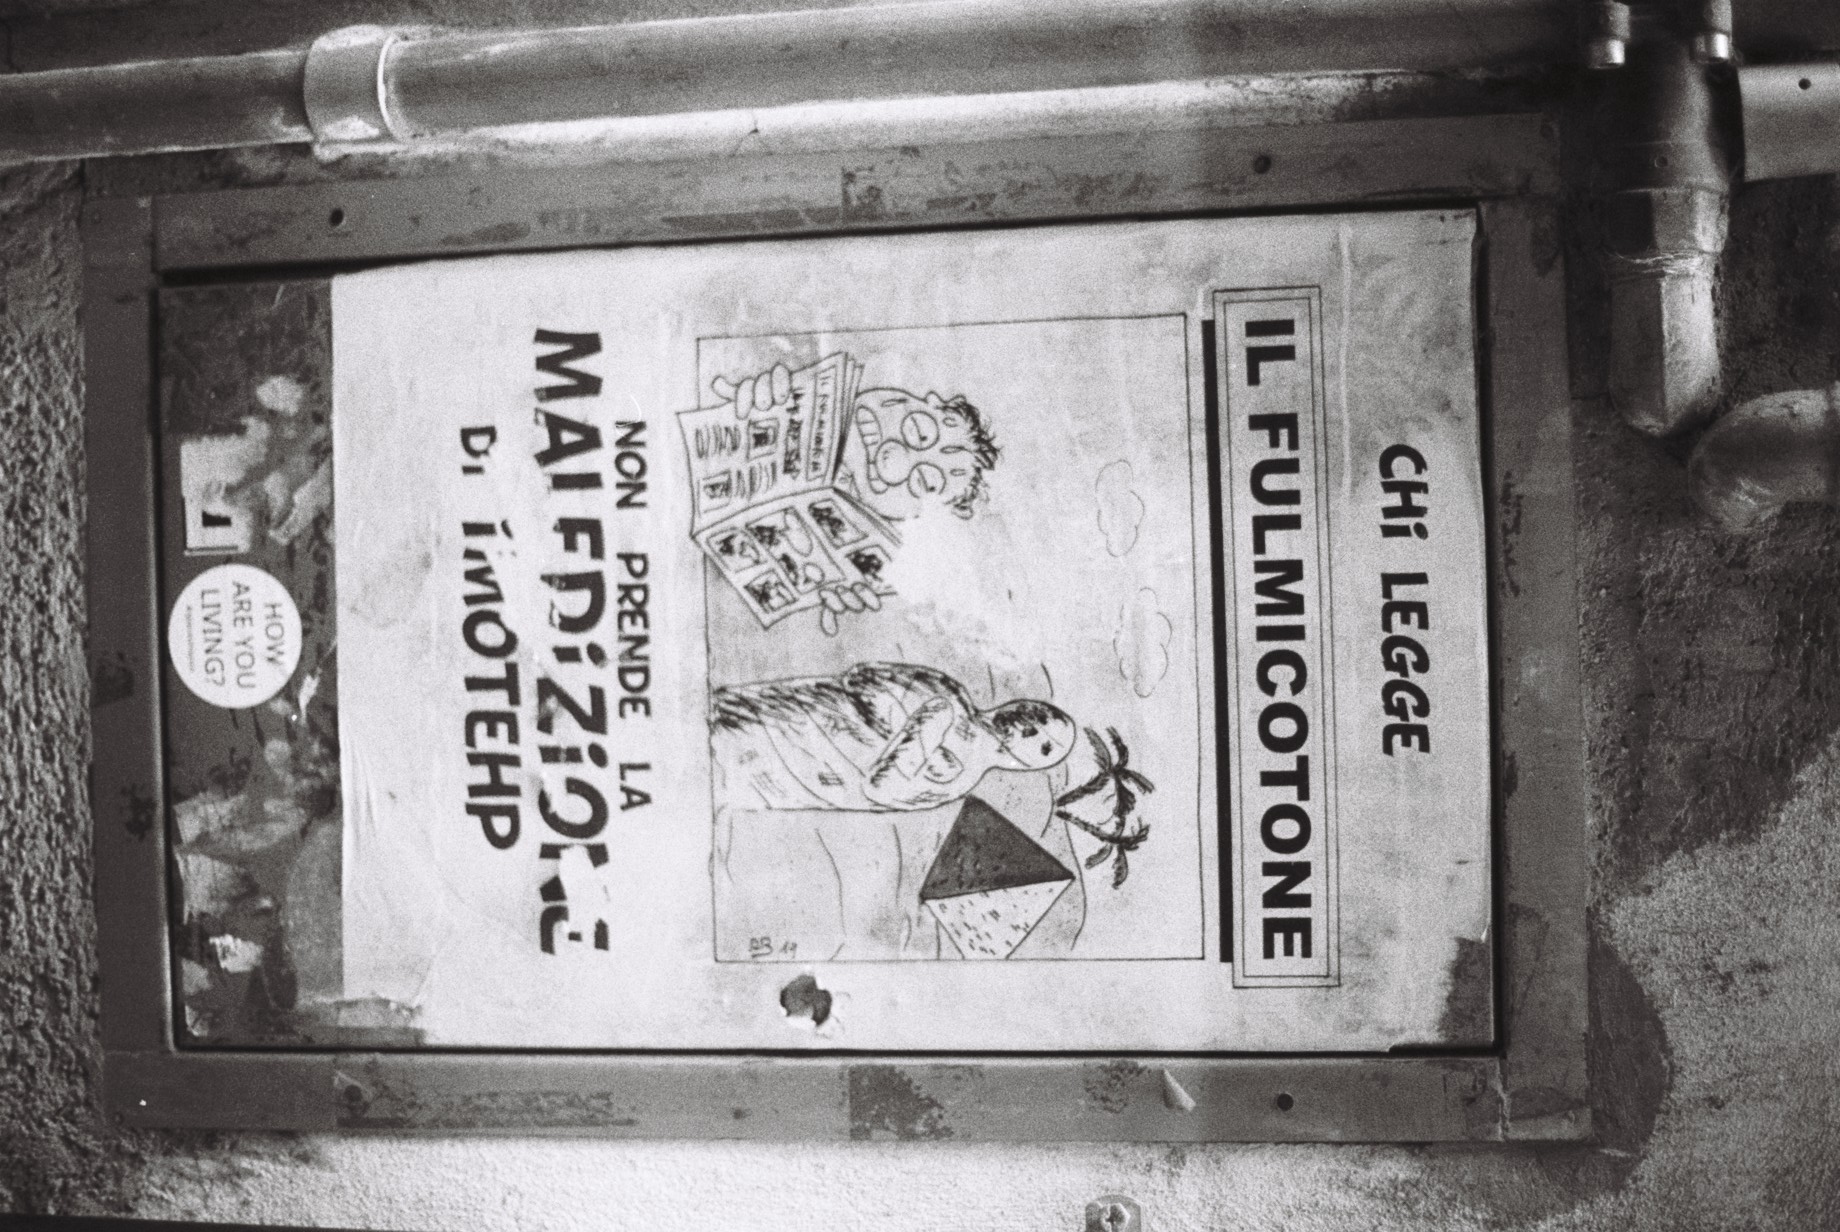 CHi LEGGE
IL FULMICOTONE
NON PRENDE LA
MALEDiZiONE
Di iMOTEHP
HOW
ARE YOU
LIVING?